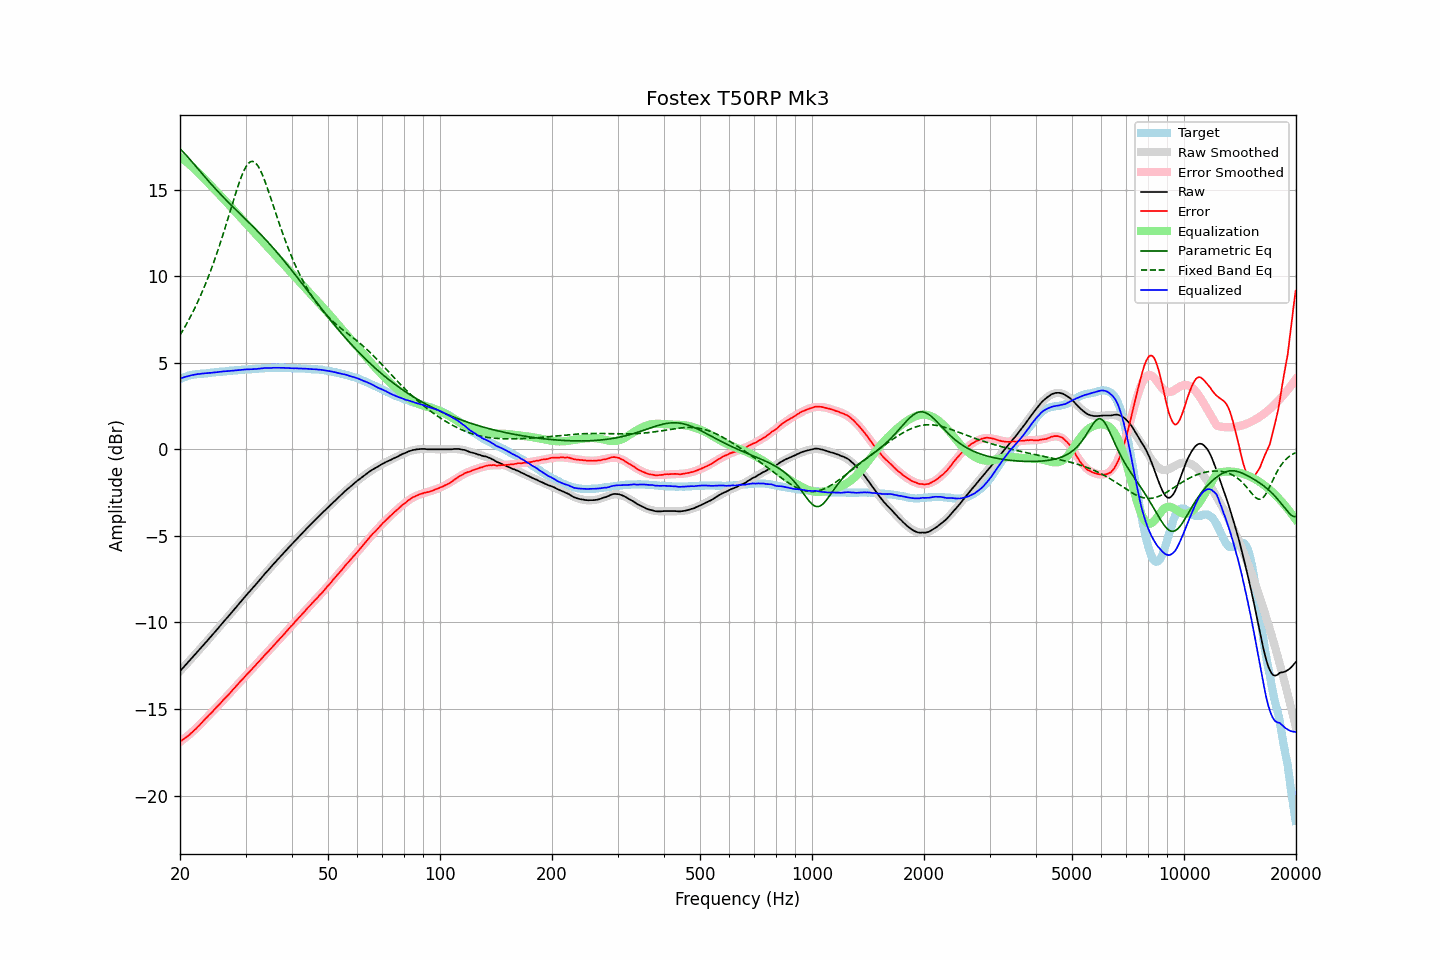 Fostex T50RP Mk3
Target
Raw Smoothed
Error Smoothed
Raw
Error
Equalization
Parametric Eq
Fixed Band Eq
Equalized
Amplitude (dBr)
15
10
5
0
−5
−10
−15
−20
20 50 100 200 500 1000 2000 5000 10000 20000
Frequency (Hz)